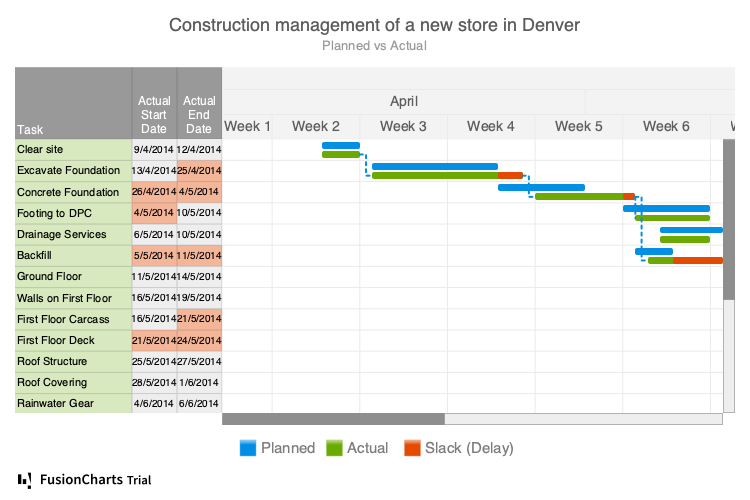 Construction management of a new store in Denver
Planned vs Actual
Task
Actual Start Date
Actual End Date
April
Week 1 Week 2 Week 3 Week 4 Week 5 Week 6 W
Clear site 9/4/2014 12/4/2014
Excavate Foundation 13/4/2014 25/4/2014
Concrete Foundation 26/4/2014 4/5/2014
Footing to DPC 4/5/2014 10/5/2014
Drainage Services 6/5/2014 10/5/2014
Backfill 5/5/2014 11/5/2014
Ground Floor 11/5/2014 14/5/2014
Walls on First Floor 16/5/2014 19/5/2014
First Floor Carcass 16/5/2014 21/5/2014
First Floor Deck 21/5/2014 24/5/2014
Roof Structure 25/5/2014 27/5/2014
Roof Covering 28/5/2014 1/6/2014
Rainwater Gear 4/6/2014 6/6/2014
Planned Actual Slack (Delay)
FusionCharts Trial